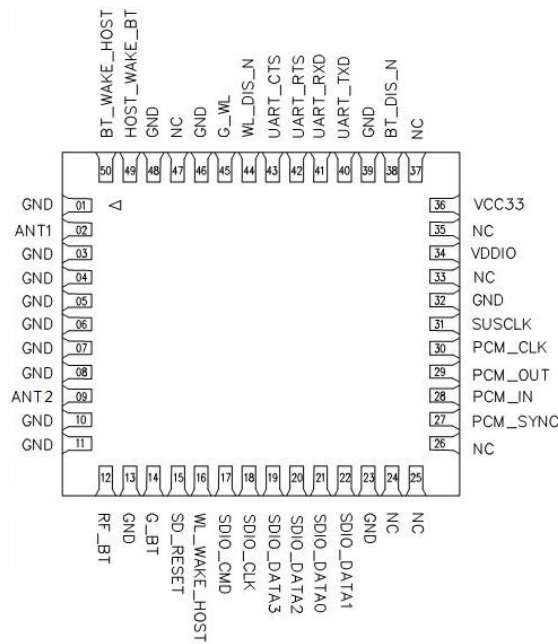 BT_WAKE_HOST
HOST_WAKE_BT
GND
NC
GND
G_WL
WL_DIS_N
UART_CTS
UART_RTS
UART_RXD
UART_TXD
GND
BT_DIS_N
NC
50 49 48 47 46 45 44 43 42 41 40 39 38 37
GND 01
ANT1 02
GND 03
GND 04
GND 05
GND 06
GND 07
GND 08
ANT2 09
GND 10
GND 11
36 VCC33
35 NC
34 VDDIO
33 NC
32 GND
31 SUSCLK
30 PCM_CLK
29 PCM_OUT
28 PCM_IN
27 PCM_SYNC
26 NC
12 13 14 15 16 17 18 19 20 21 22 23 24 25
RF_BT
GND
G_BT
SD_RESET
WL_WAKE_HOST
SDIO_CMD
SDIO_CLK
SDIO_DATA3
SDIO_DATA2
SDIO_DATA0
SDIO_DATA1
GND
NC
NC